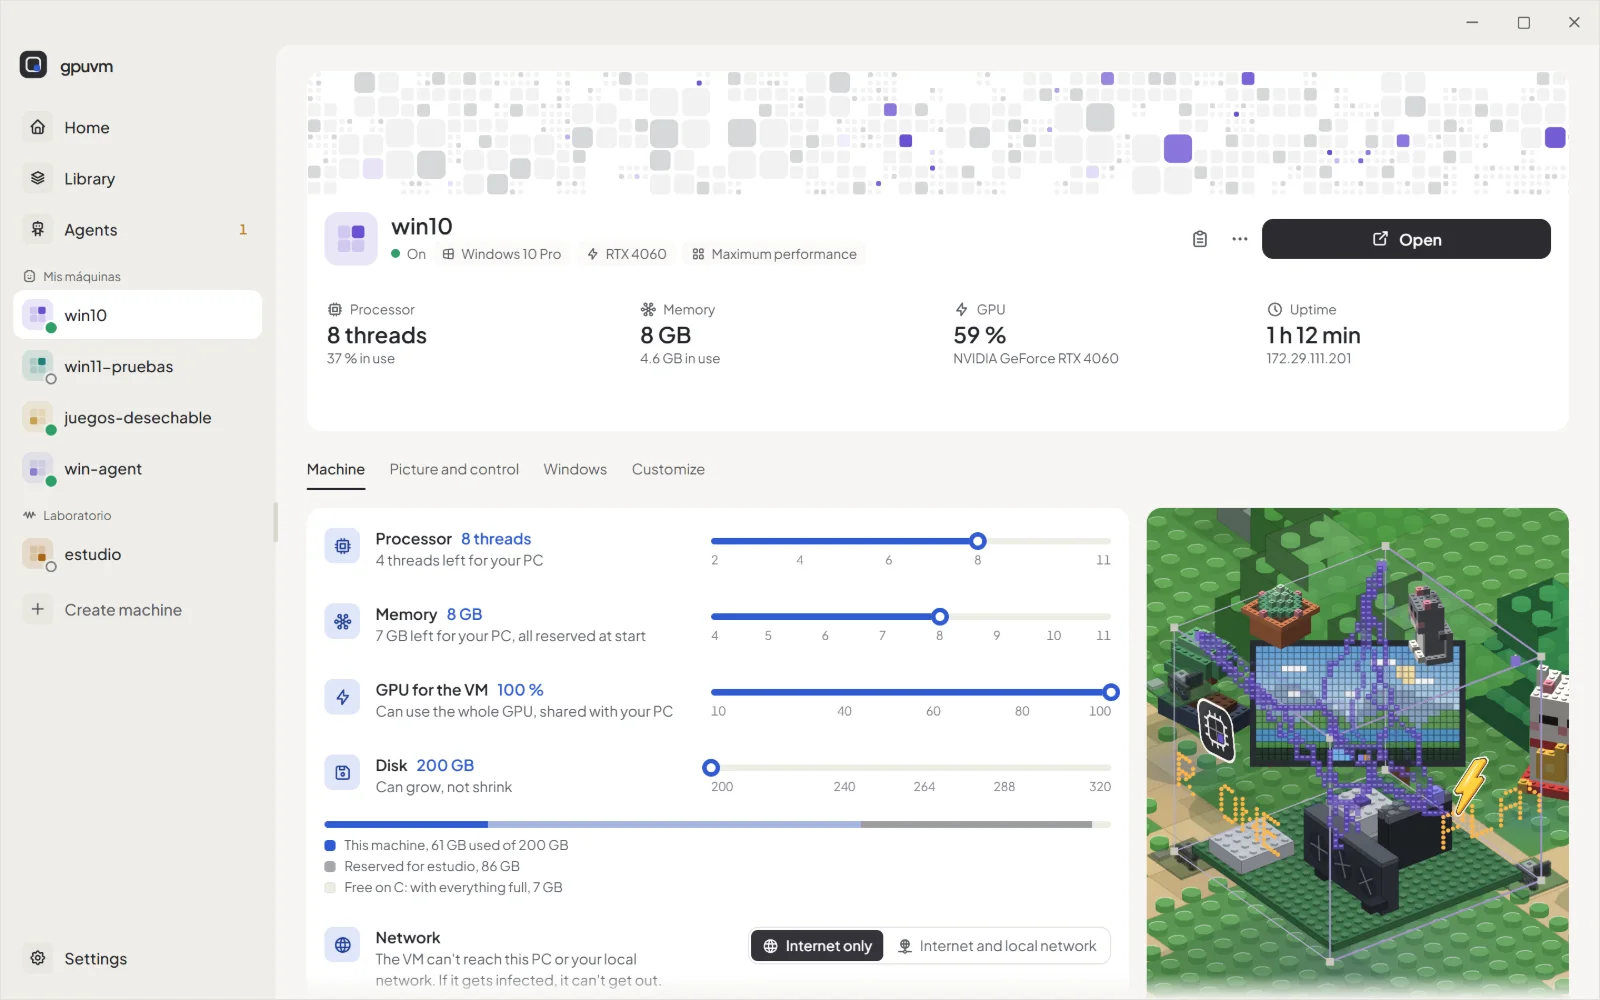 gpuvm
Home
Library
Agents 1
Mis máquinas
win10
win11-pruebas
juegos-desechable
win-agent
Laboratorio
estudio
Create machine
Settings
win10
On Windows 10 Pro RTX 4060 Maximum performance
Open
Processor
8 threads
37 % in use
Memory
8 GB
4.6 GB in use
GPU
59 %
NVIDIA GeForce RTX 4060
Uptime
1 h 12 min
172.29.111.201
Machine Picture and control Windows Customize
Processor 8 threads
4 threads left for your PC
2 4 6 8 11
Memory 8 GB
7 GB left for your PC, all reserved at start
4 5 6 7 8 9 10 11
GPU for the VM 100 %
Can use the whole GPU, shared with your PC
10 40 60 80 100
Disk 200 GB
Can grow, not shrink
200 240 264 288 320
This machine, 61 GB used of 200 GB
Reserved for estudio, 86 GB
Free on C: with everything full, 7 GB
Network
The VM can't reach this PC or your local
network. If it gets infected, it can't get out.
Internet only Internet and local network